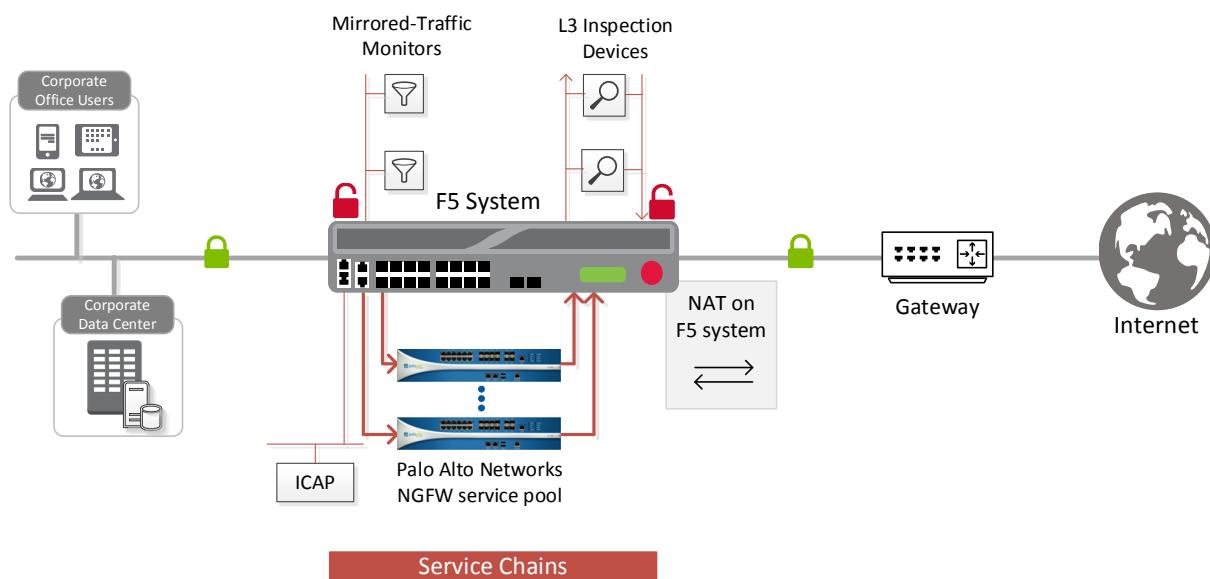 Mirrored-Traffic
Monitors
L3 Inspection
Devices
Corporate
Office Users
F5 System
Corporate
Data Center
NAT on
F5 system
Gateway
Internet
ICAP
Palo Alto Networks
NGFW service pool
Service Chains